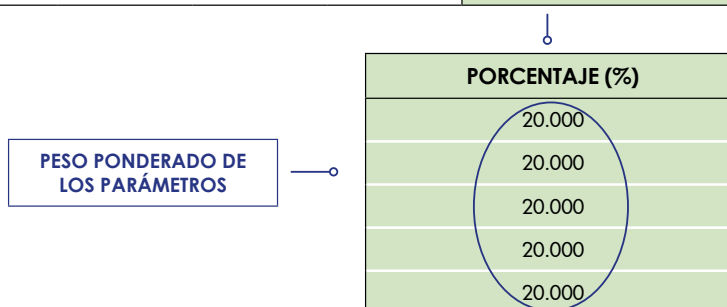 PORCENTAJE (%)
20.000
20.000
20.000
20.000
20.000
PESO PONDERADO DE
LOS PARÁMETROS